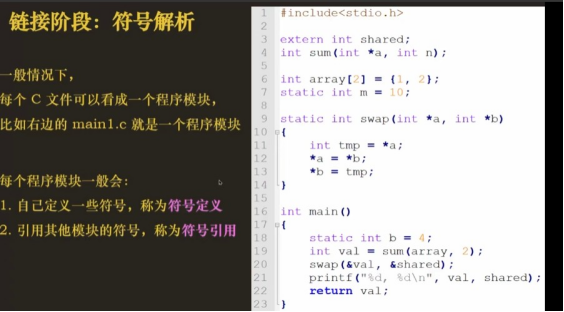 链接阶段：符号解析
一般情况下，
每个 C 文件可以看成一个程序模块，
比如右边的 main1.c 就是一个程序模块
每个程序模块一般会：
1. 自己定义一些符号，称为符号定义
2. 引用其他模块的符号，称为符号引用
1 #include<stdio.h>
2
3 extern int shared;
4 int sum(int *a, int n);
5
6 int array[2] = {1, 2};
7 static int m = 10;
8
9 static int swap(int *a, int *b)
10 {
11 int tmp = *a;
12 *a = *b;
13 *b = tmp;
14 }
15
16 int main()
17 {
18 static int b = 4;
19 int val = sum(array, 2);
20 swap(&val, &shared);
21 printf("%d, %d\n", val, shared);
22 return val;
23 }